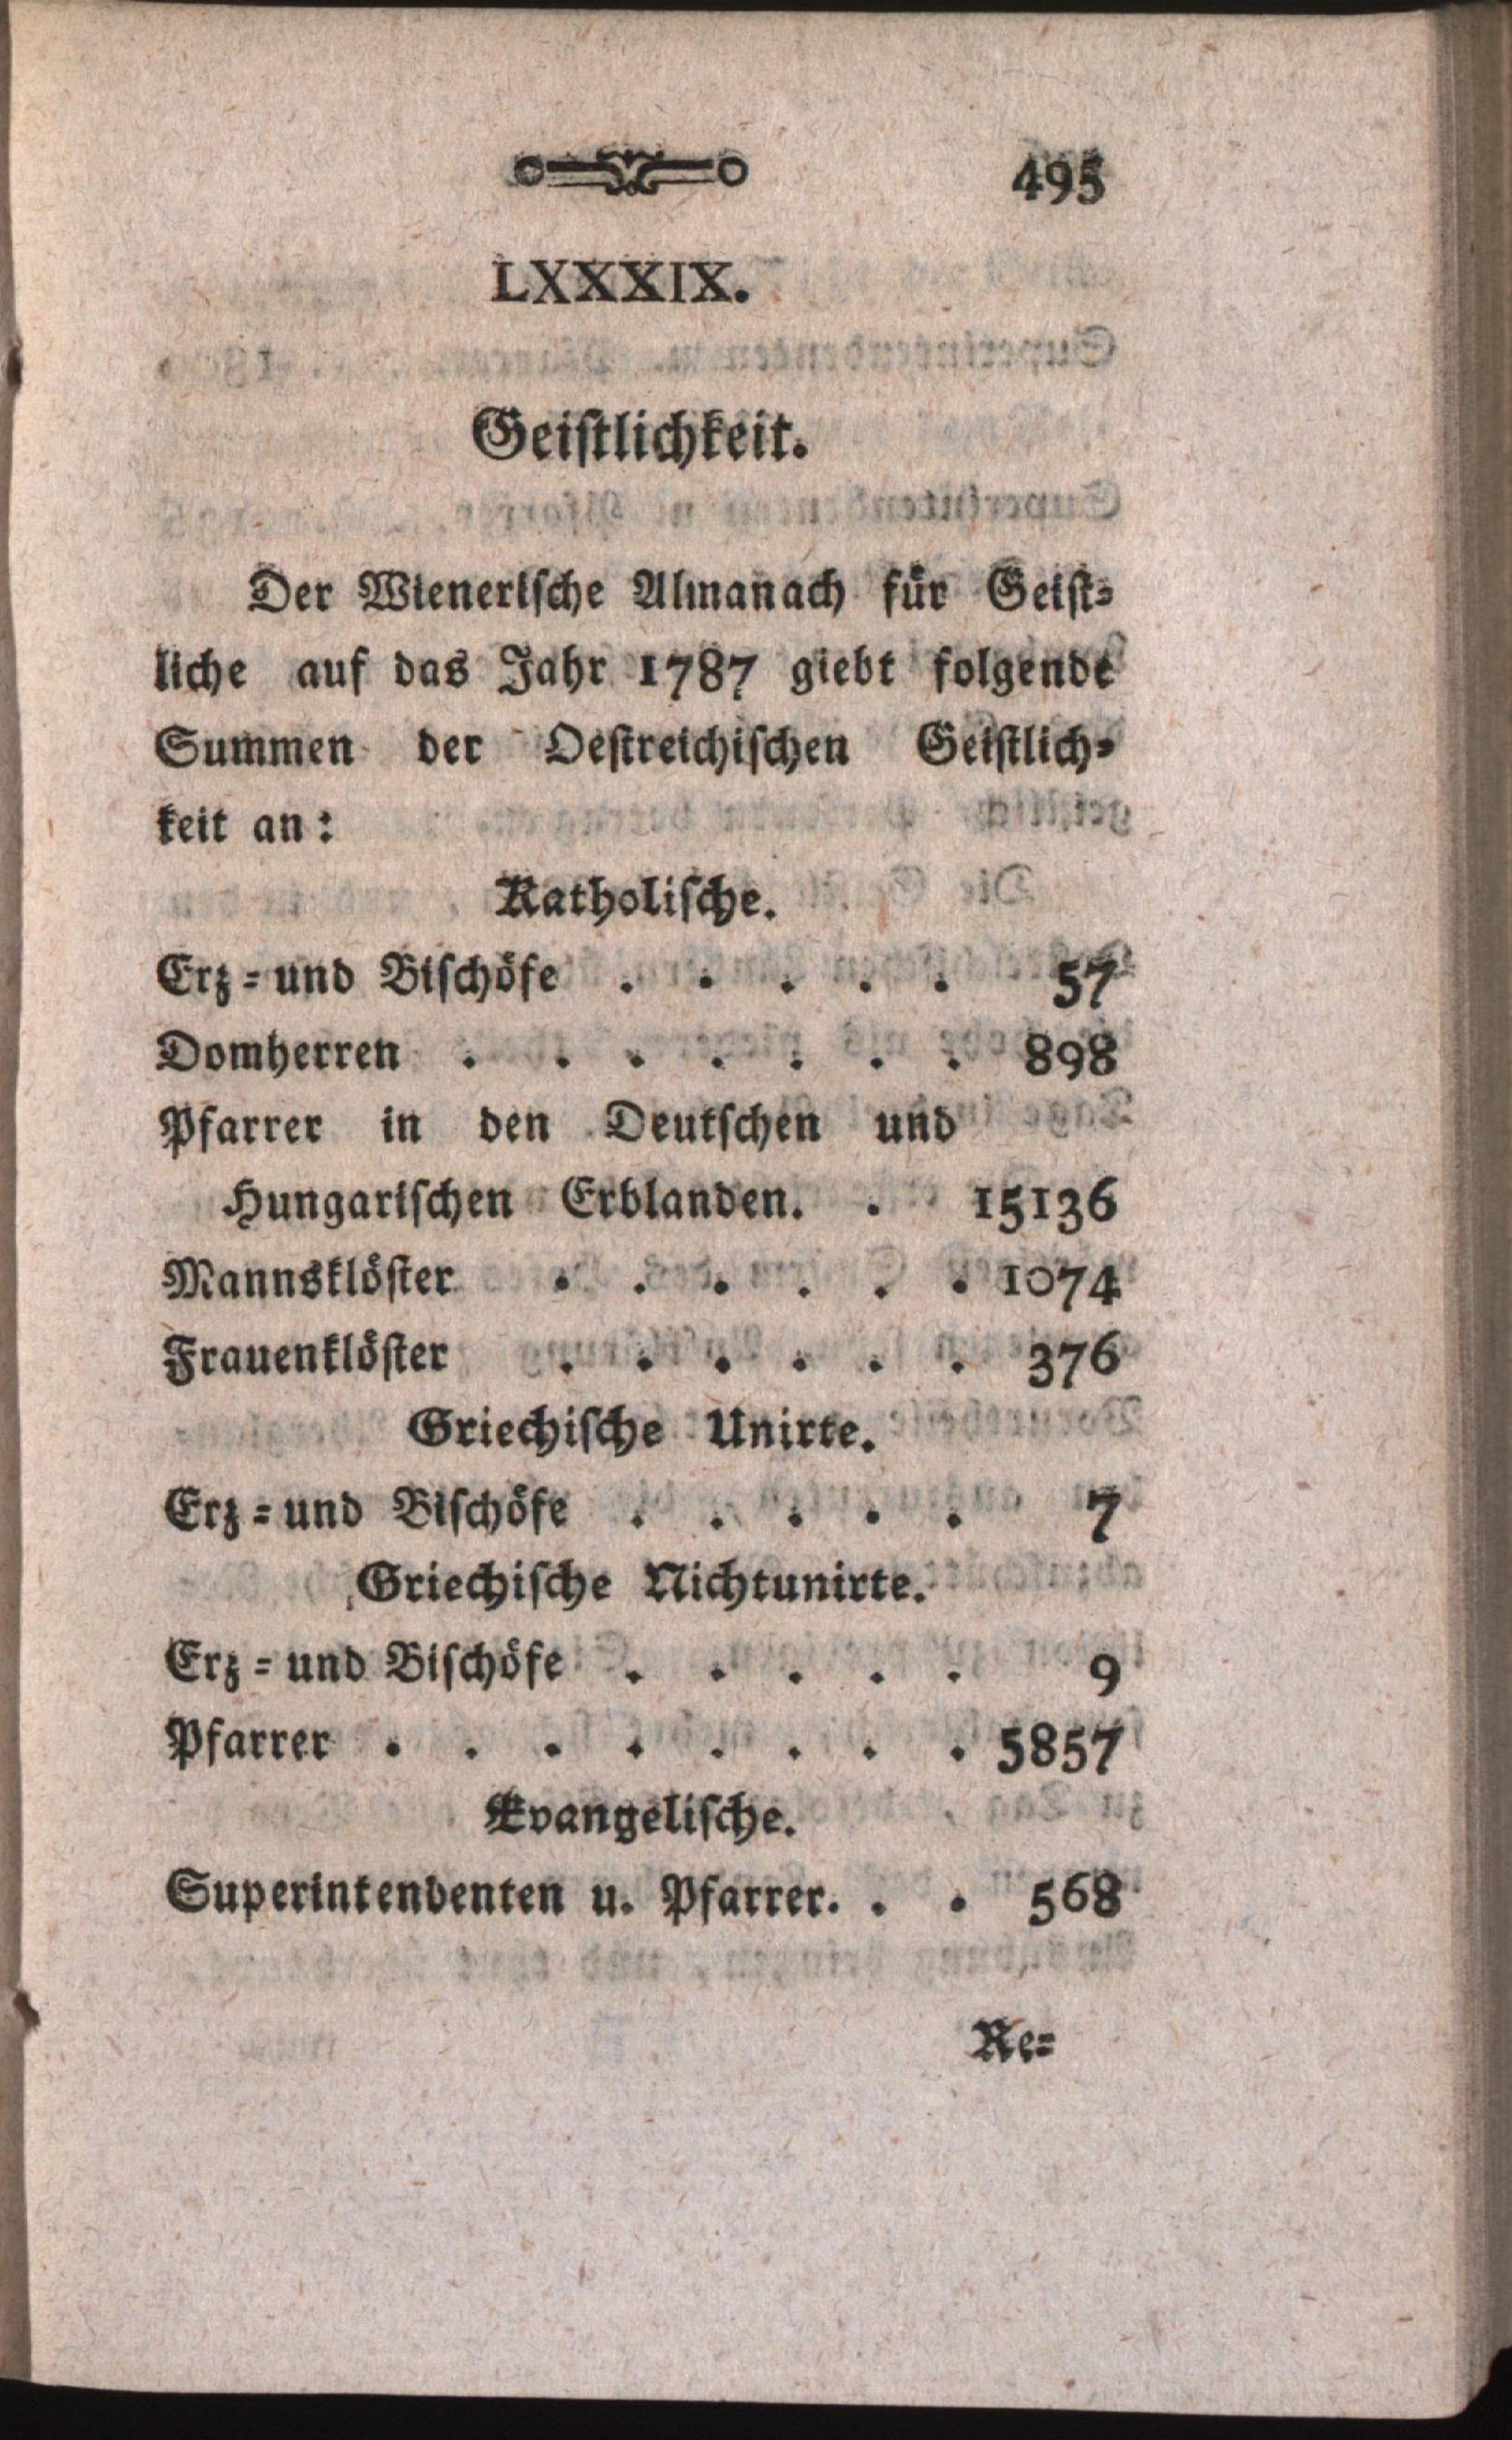 495
LXXXIX.
Geiſtlichkeit.
Der Wieneriſche Almanach für Geiſt-
liche auf das Jahr 1787 giebt folgende
Summen der Oeſtreichiſchen Geiſtlich-
keit an:
Katholiſche.
Erz- und Biſchöfe . . . . . 57
Domherren . . . . . . . 898
Pfarrer in den Deutſchen und
Hungariſchen Erblanden. . 15136
Mannsklöſter . . . . . . 1074
Frauenklöſter . . . . . . 376
Griechiſche Unirte.
Erz- und Biſchöfe . . . . . 7
Griechiſche Nichtunirte.
Erz- und Biſchöfe . . . . . 9
Pfarrer . . . . . . . . 5857
Evangeliſche.
Superintendenten u. Pfarrer. . . 568
Re-